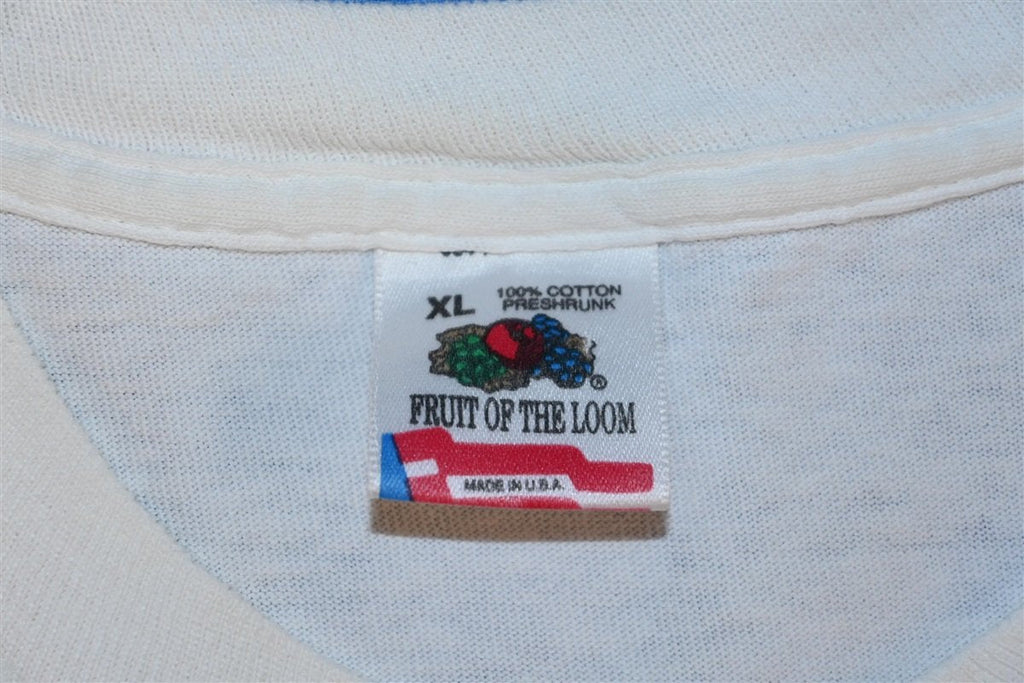 XL 100% COTTON
PRESHRUNK
®
FRUIT OF THE LOOM
MADE IN U.S.A.